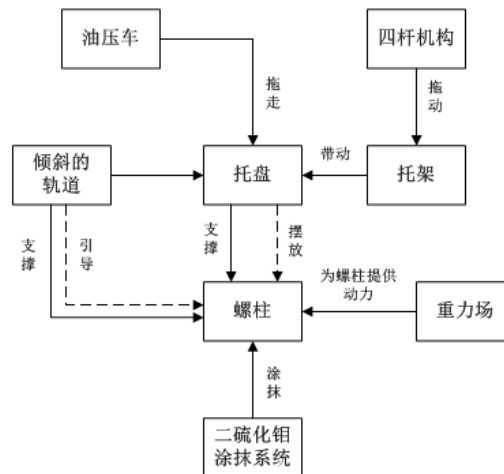 油压车
四杆机构
拖走
拖动
倾斜的
轨道
托盘
带动
托架
支撑
引导
支撑
摆放
为螺柱提供
动力
螺柱
重力场
涂抹
二硫化钼
涂抹系统